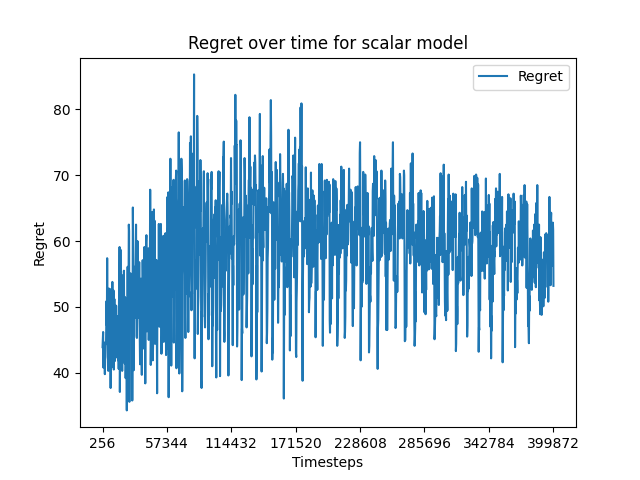 Regret over time for scalar model
Regret
80
70
60
50
40
Regret
256 57344 114432 171520 228608 285696 342784 399872
Timesteps